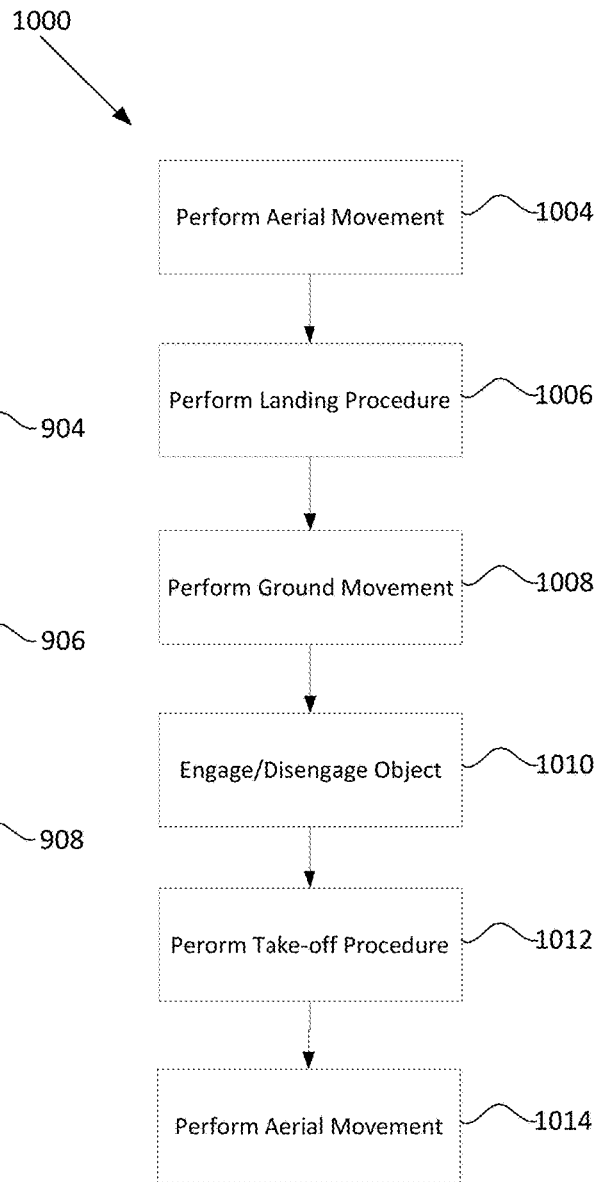 1000
Perform Aerial Movement
1004
Perform Landing Procedure
1006
904
Perform Ground Movement
1008
906
Engage/Disengage Object
1010
908
Perorm Take-off Procedure
1012
Perform Aerial Movement
1014